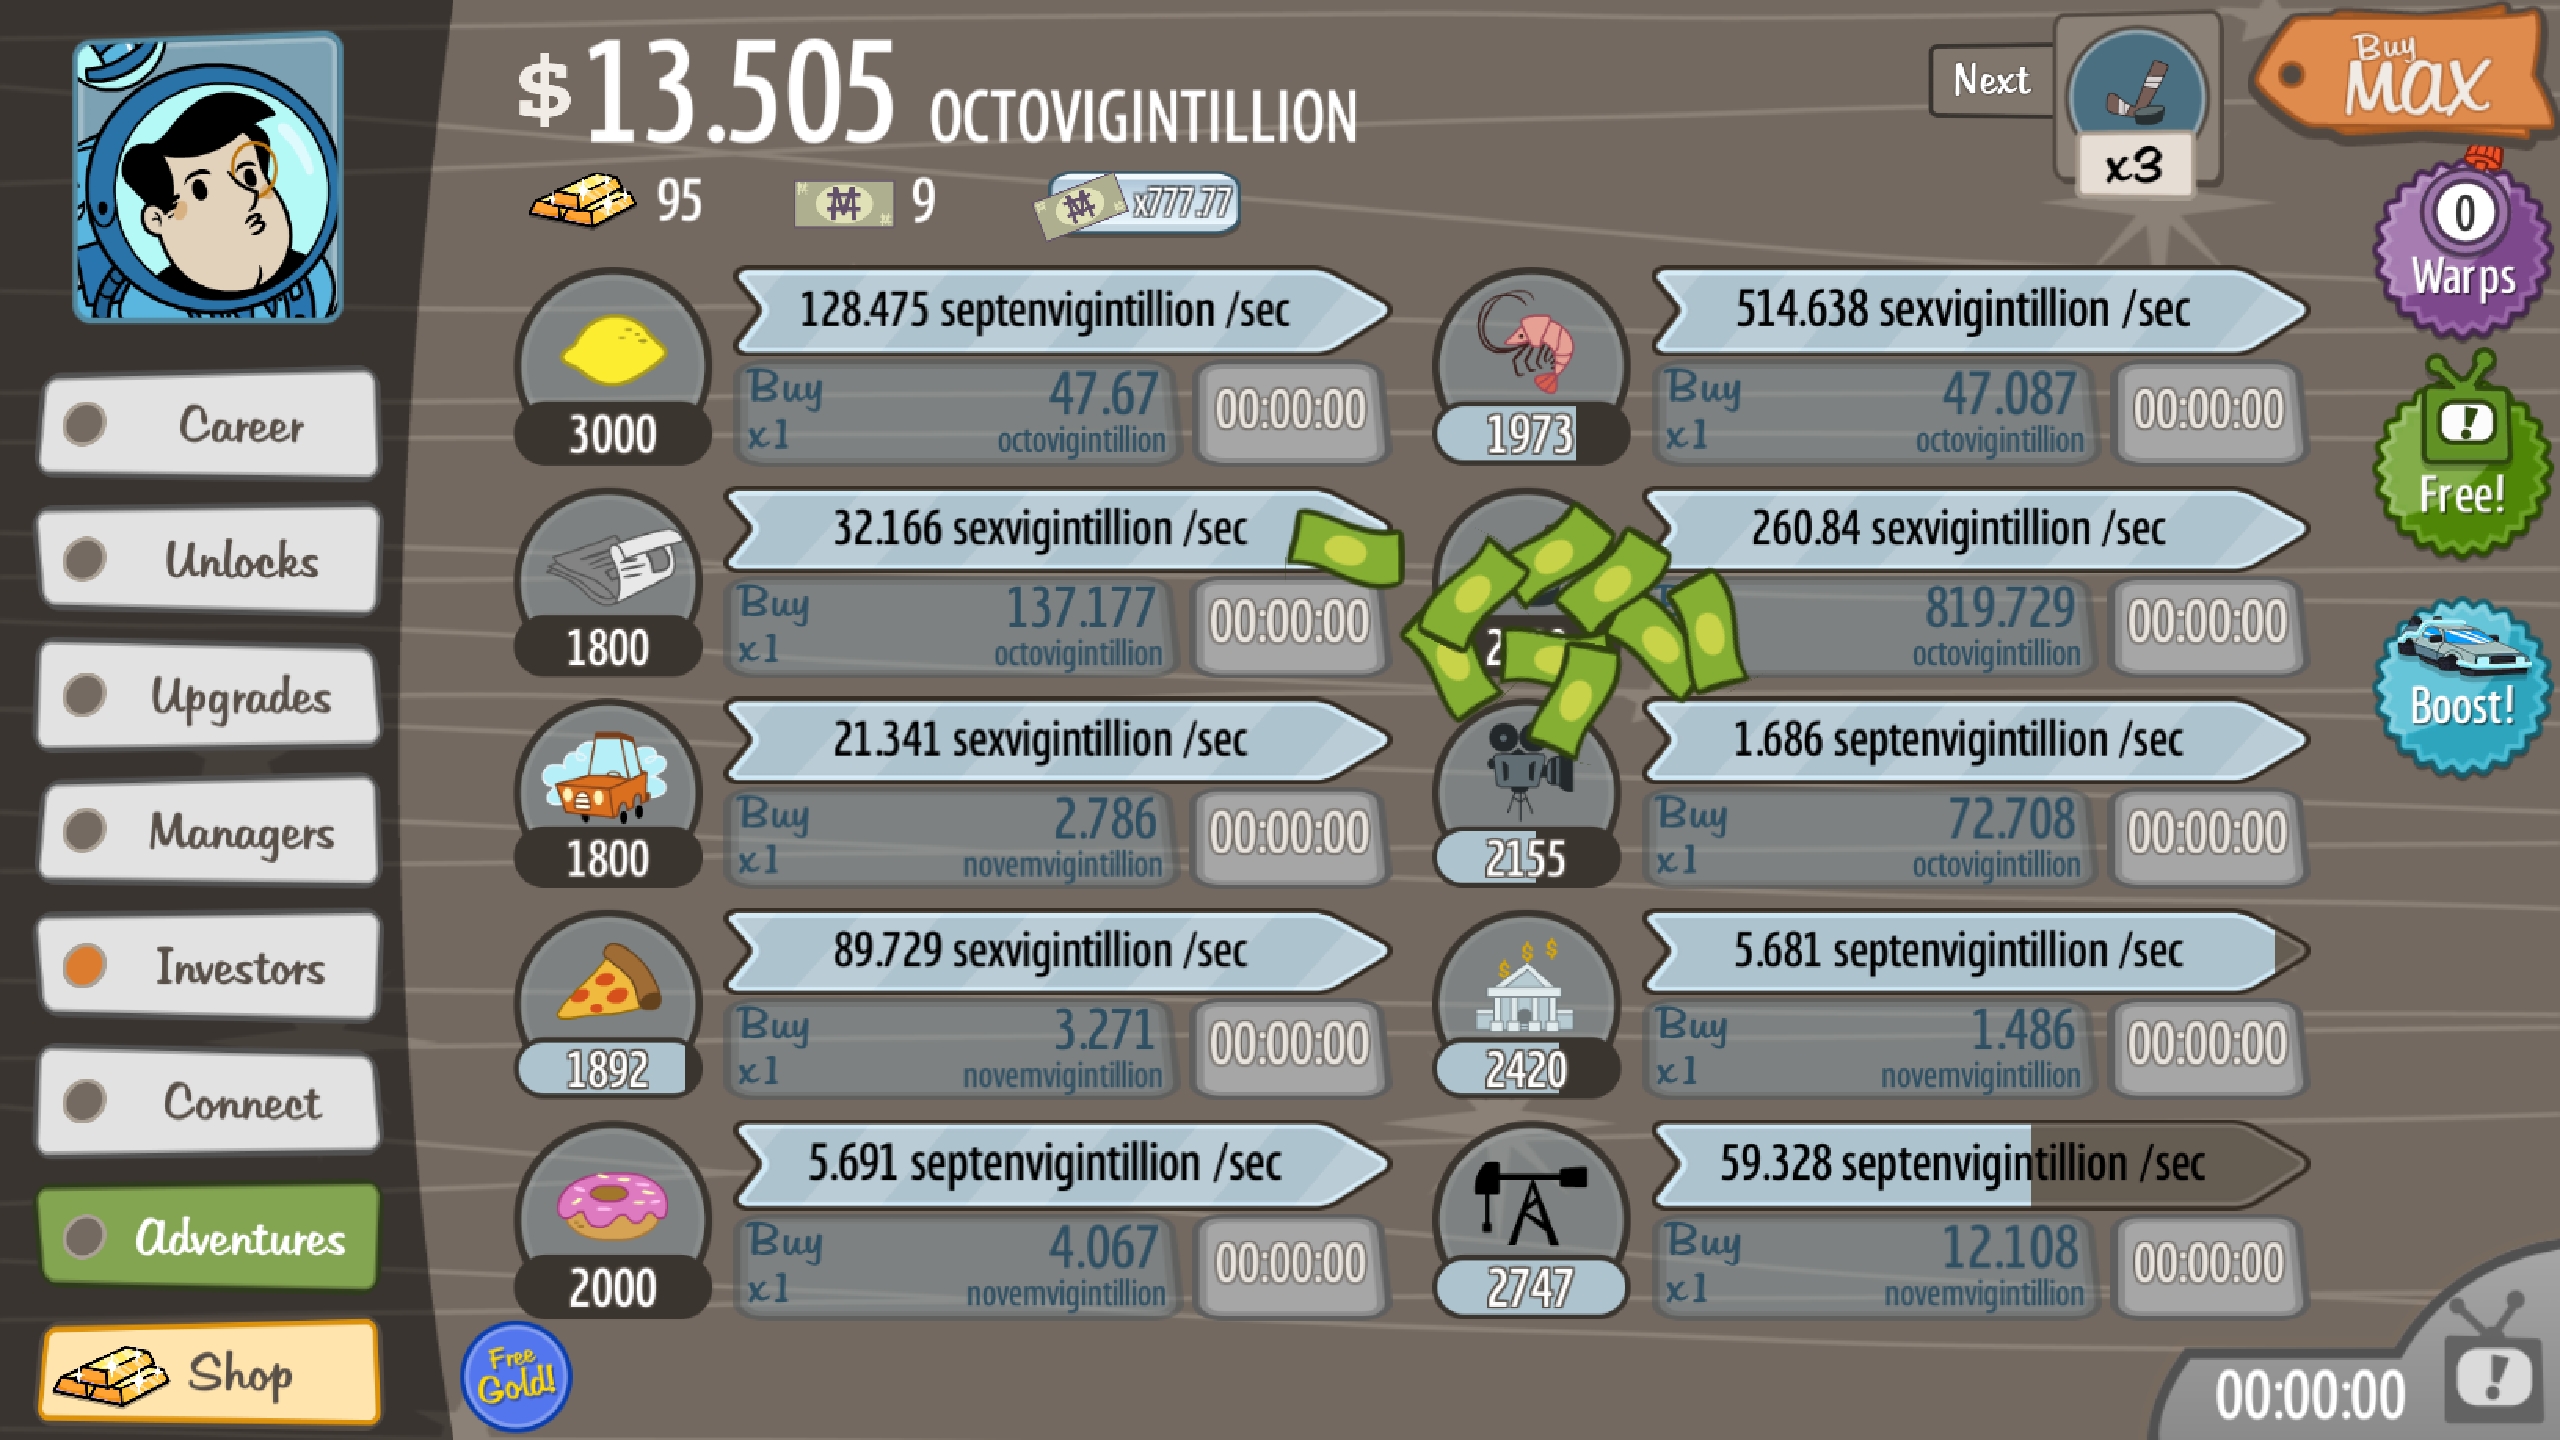 $13.505 OCTOVIGINTILLION
Next
x3
Buy
MAX
95
9
x777.77
0
Warps
Free!
Boost!
Career
Unlocks
Upgrades
Managers
Investors
Connect
Adventures
Shop
128.475 septenvigintillion /sec
3000
Buy
x1
47.67
octovigintillion
00:00:00
514.638 sexvigintillion /sec
1973
Buy
x1
47.087
octovigintillion
00:00:00
32.166 sexvigintillion /sec
1800
Buy
x1
137.177
octovigintillion
00:00:00
260.84 sexvigintillion /sec
819.729
octovigintillion
00:00:00
21.341 sexvigintillion /sec
1800
Buy
x1
2.786
novemvigintillion
00:00:00
1.686 septenvigintillion /sec
2155
Buy
x1
72.708
octovigintillion
00:00:00
89.729 sexvigintillion /sec
1892
Buy
x1
3.271
novemvigintillion
00:00:00
5.681 septenvigintillion /sec
2420
Buy
x1
1.486
novemvigintillion
00:00:00
5.691 septenvigintillion /sec
2000
Buy
x1
4.067
novemvigintillion
00:00:00
59.328 septenvigintillion /sec
2747
Buy
x1
12.108
novemvigintillion
00:00:00
Free
Gold!
00:00:00